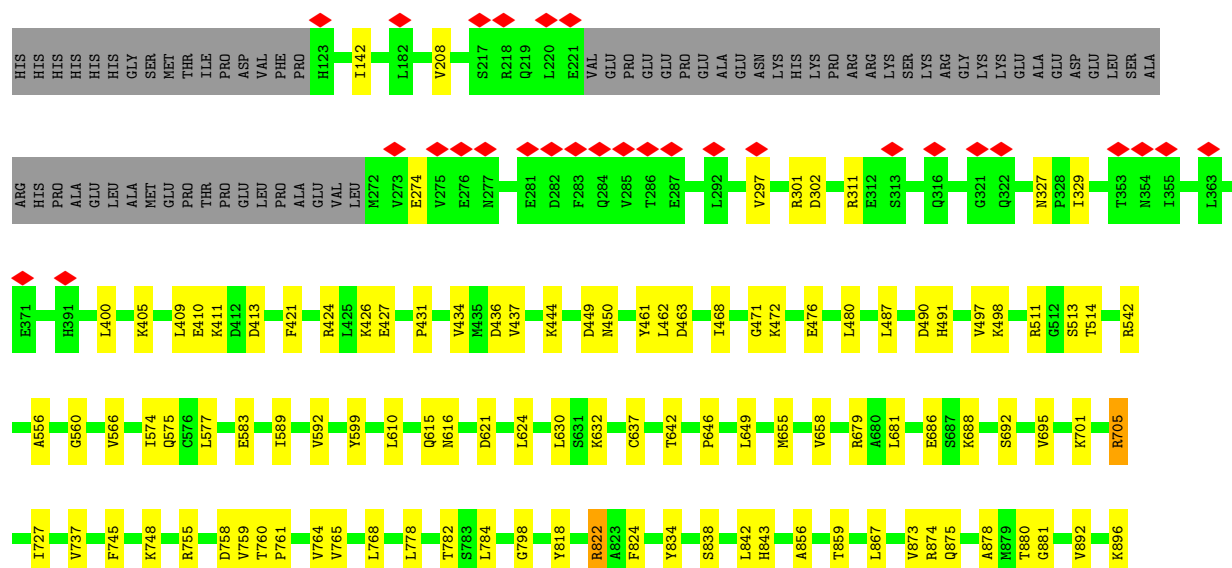 HIS HIS HIS HIS HIS HIS GLY SER MET THR ILE PRO ASP VAL PHE PRO H123 I142 L182 V208 S217 R218 Q219 L220 E221 VAL GLU PRO GLU GLU PRO GLU ALA GLU ASN LYS HIS LYS PRO ARG ARG LYS SER LYS ARG GLY LYS LYS GLU ALA GLU ASP GLU LEU SER ALA
ARG HIS PRO ALA GLU LEU ALA MET GLU PRO THR PRO GLU LEU PRO ALA GLU VAL LEU M272 V273 E274 V275 E276 N277 E281 D282 F283 Q284 V285 T286 E287 L292 V297 R301 D302 R311 E312 S313 Q316 G321 Q322 N327 P328 I329 T353 N354 I355 L363
E371 H391 L400 K405 L409 E410 K411 D412 D413 F421 R424 L425 K426 E427 P431 V434 M435 D436 V437 K444 D449 N450 Y461 L462 D463 I468 G471 K472 E476 L480 L487 D490 H491 V497 K498 R511 G512 S513 T514 R542
A556 G560 V566 I574 Q575 C576 L577 E583 I589 V592 Y599 L610 Q615 N616 D621 L624 L630 S631 K632 C637 T642 P646 L649 M655 V658 R679 A680 L681 E686 S687 K688 S692 V695 K701 R705
I727 V737 F745 K748 R755 D758 V759 T760 P761 V764 V765 L768 L778 T782 S783 L784 G798 Y818 R822 A823 F824 Y834 S838 L842 H843 A856 T859 L867 V873 R874 Q875 A878 M879 T880 G881 V892 K896